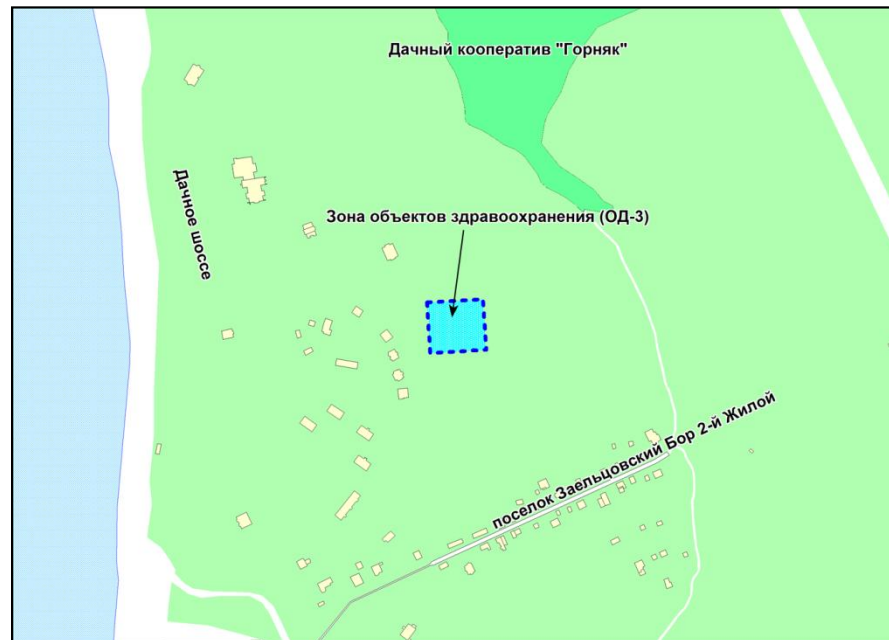 Дачный кооператив "Горняк"
Дачное шоссе
Зона объектов здравоохранения (ОД-3)
поселок Заельцовский Бор 2-й Жилой